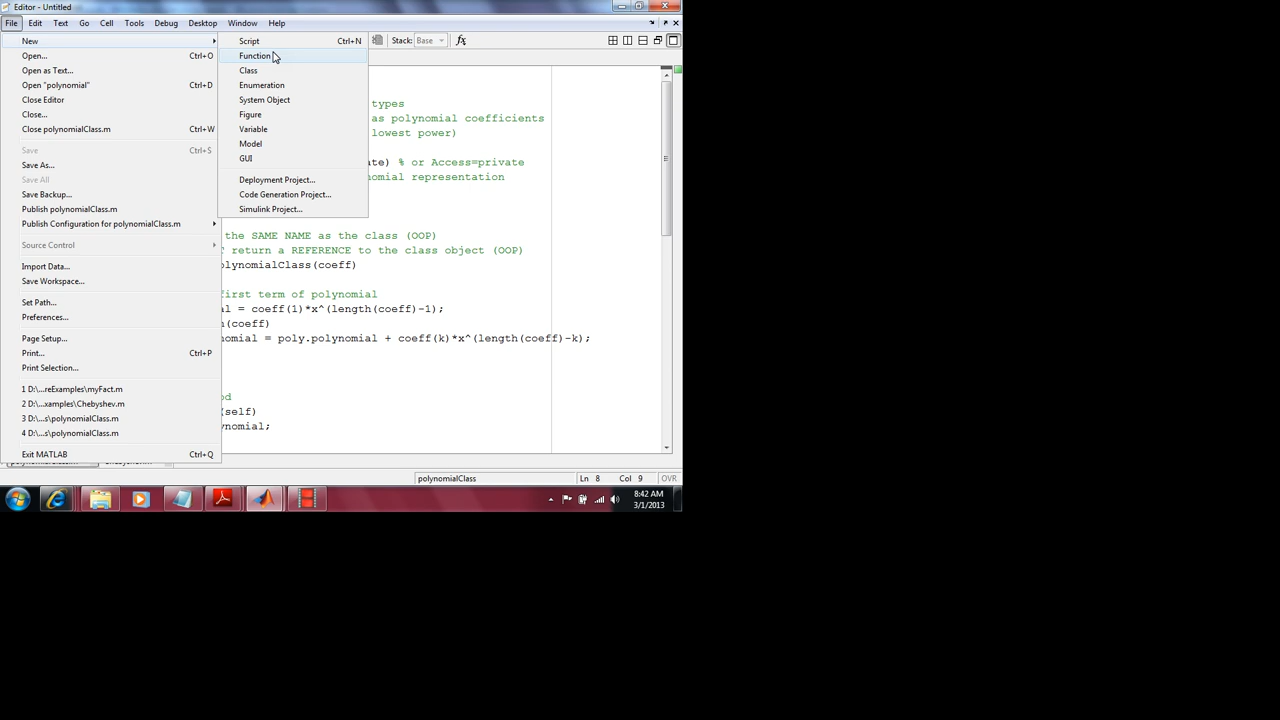 Editor - Untitled
File Edit Text Go Cell Tools Debug Desktop Window Help
Stack: Base fx
New
Open... Ctrl+O
Open as Text...
Open "polynomial" Ctrl+D
Close Editor
Close...
Close polynomialClass.m Ctrl+W
Save Ctrl+S
Save As...
Save All
Save Backup...
Publish polynomialClass.m
Publish Configuration for polynomialClass.m
Source Control
Import Data...
Save Workspace...
Set Path...
Preferences...
Page Setup...
Print... Ctrl+P
Print Selection...
1 D:\...reExamples\myFact.m
2 D:\...xamples\Chebyshev.m
3 D:\...s\polynomialClass.m
4 D:\...s\polynomialClass.m
Exit MATLAB Ctrl+Q
Script Ctrl+N
Function
Class
Enumeration
System Object
Figure
Variable
Model
GUI
Deployment Project...
Code Generation Project...
Simulink Project...
types
as polynomial coefficients
lowest power)
ate) % or Access=private
omial representation
the SAME NAME as the class (OOP)
T return a REFERENCE to the class object (OOP)
olynomialClass(coeff)
first term of polynomial
al = coeff(1)*x^(length(coeff)-1);
h(coeff)
nomial = poly.polynomial + coeff(k)*x^(length(coeff)-k);
od
(self)
ynomial;
polynomialClass Ln 8 Col 9 OVR
8:42 AM
3/1/2013